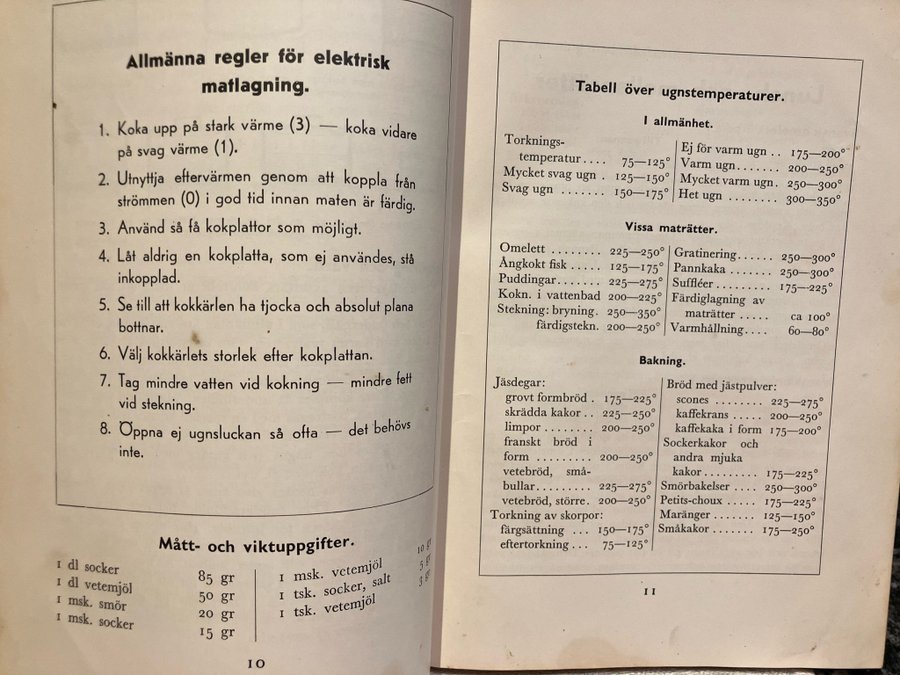 Allmänna regler för elektrisk
matlagning.
1. Koka upp på stark värme (3) — koka vidare
på svag värme (1).
2. Utnyttja eftervärmen genom att koppla från
strömmen (0) i god tid innan maten är färdig.
3. Använd så få kokplattor som möjligt.
4. Låt aldrig en kokplatta, som ej användes, stå
inkopplad.
5. Se till att kokkärlen ha tjocka och absolut plana
bottnar.
6. Välj kokkärlets storlek efter kokplattan.
7. Tag mindre vatten vid kokning — mindre fett
vid stekning.
8. Öppna ej ugnsluckan så ofta — det behövs
inte.
Mått- och viktuppgifter.
1 dl socker 85 gr
1 dl vetemjöl 50 gr
1 msk. smör 20 gr
1 msk. socker 15 gr
1 msk. vetemjöl 10 gr
1 tsk. socker, salt 5 gr
1 tsk. vetemjöl 3 gr
10
Tabell över ugnstemperaturer.
I allmänhet.
Torknings-
temperatur.... 75—125°
Mycket svag ugn . 125—150°
Svag ugn ....... 150—175°
Ej för varm ugn .. 175—200°
Varm ugn...... 200—250°
Mycket varm ugn. 250—300°
Het ugn ........ 300—350°
Vissa maträtter.
Omelett ........ 225—250°
Ångkokt fisk ..... 125—175°
Puddingar....... 225—275°
Kokn. i vattenbad 200—225°
Stekning: bryning. 250—350°
färdigstekn. 200—250°
Gratinering...... 250—300°
Pannkaka ....... 250—300°
Suffléer ......... 175—225°
Färdiglagning av
maträtter ..... ca 100°
Varmhållning.... 60—80°
Bakning.
Jäsdegar:
grovt formbröd . 175—225°
skrädda kakor .. 225—250°
limpor ........ 200—250°
franskt bröd i
form ......... 200—250°
vetebröd, små-
bullar......... 225—275°
vetebröd, större. 200—250°
Torkning av skorpor:
färgsättning ... 150—175°
eftertorkning ... 75—125°
Bröd med jästpulver:
scones ........ 225—275°
kaffekrans ..... 200—250°
kaffekaka i form 175—200°
Sockerkakor och
andra mjuka
kakor......... 175—225°
Smörbakelser .... 250—300°
Petits-choux ..... 175—225°
Maränger ....... 125—150°
Småkakor ....... 175—250°
11